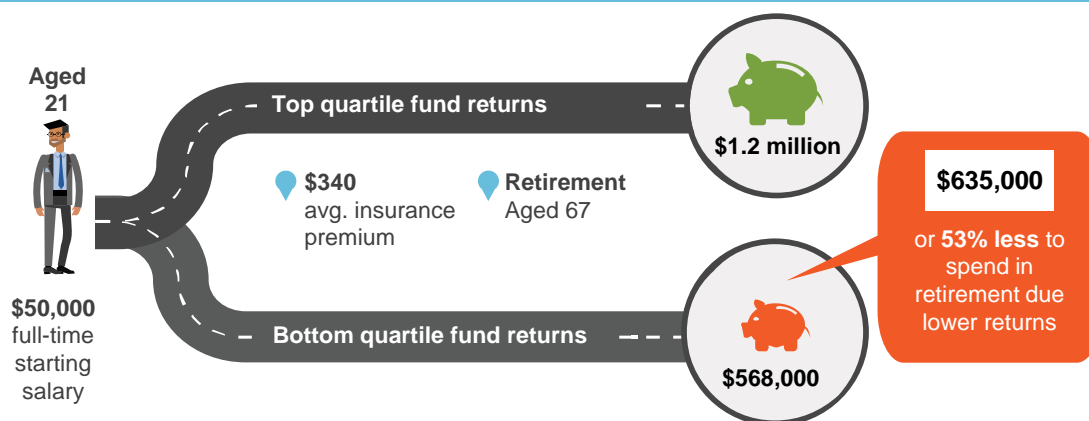 Aged
21
$50,000
full-time
starting
salary
Top quartile fund returns
$1.2 million
$340
avg. insurance
premium
Retirement
Aged 67
Bottom quartile fund returns
$568,000
$635,000
or 53% less to
spend in
retirement due
lower returns